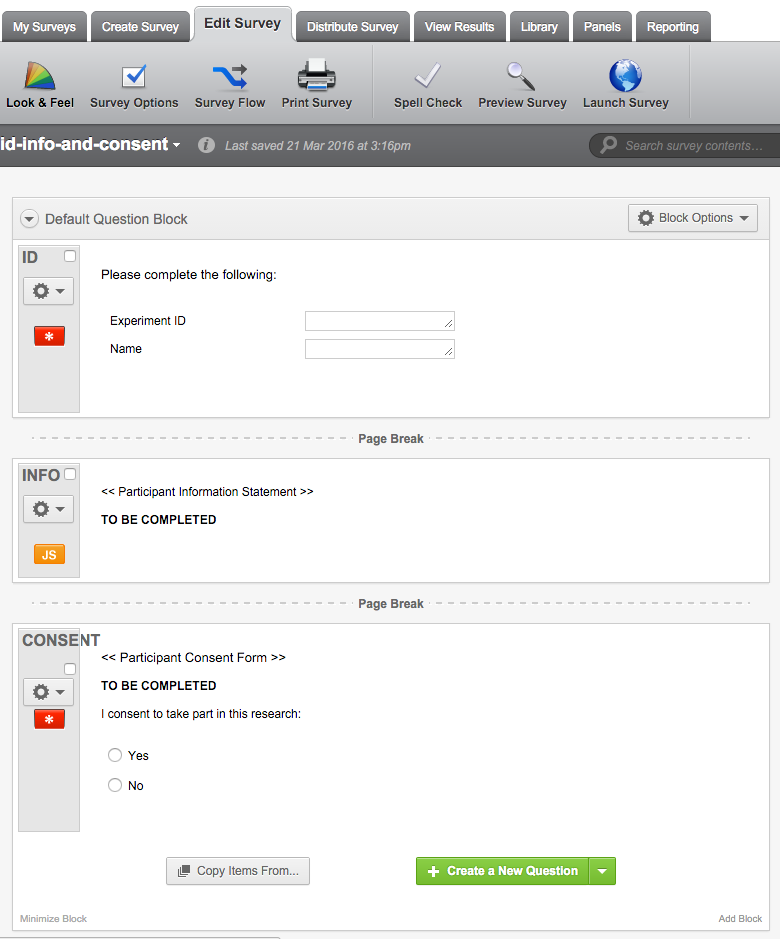 My Surveys Create Survey Edit Survey Distribute Survey View Results Library Panels Reporting
Look & Feel Survey Options Survey Flow Print Survey Spell Check Preview Survey Launch Survey
id-info-and-consent i Last saved 21 Mar 2016 at 3:16pm Search survey contents...
Default Question Block Block Options
ID
Please complete the following:
*
Experiment ID
Name
Page Break
INFO
<< Participant Information Statement >>
TO BE COMPLETED
JS
Page Break
CONSENT
<< Participant Consent Form >>
TO BE COMPLETED
*
I consent to take part in this research:
Yes
No
Copy Items From... + Create a New Question
Minimize Block Add Block